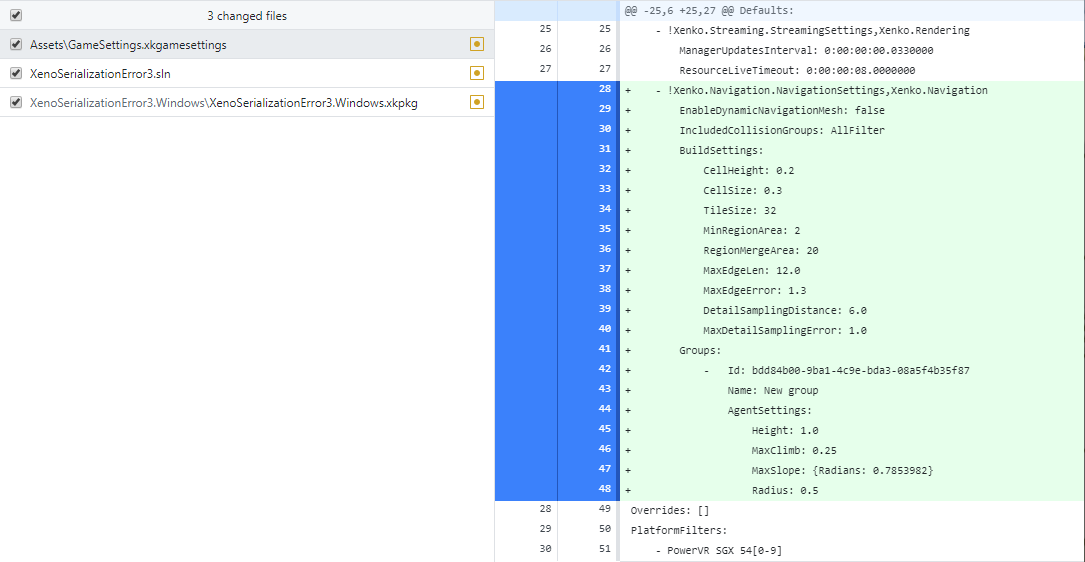 3 changed files
Assets\GameSettings.xkgamesettings
XenoSerializationError3.sln
XenoSerializationError3.Windows\XenoSerializationError3.Windows.xkpkg
@@ -25,6 +25,27 @@ Defaults:
25 25 - !Xenko.Streaming.StreamingSettings,Xenko.Rendering
26 26 ManagerUpdatesInterval: 0:00:00:00.0330000
27 27 ResourceLiveTimeout: 0:00:00:08.0000000
28 + - !Xenko.Navigation.NavigationSettings,Xenko.Navigation
29 + EnableDynamicNavigationMesh: false
30 + IncludedCollisionGroups: AllFilter
31 + BuildSettings:
32 + CellHeight: 0.2
33 + CellSize: 0.3
34 + TileSize: 32
35 + MinRegionArea: 2
36 + RegionMergeArea: 20
37 + MaxEdgeLen: 12.0
38 + MaxEdgeError: 1.3
39 + DetailSamplingDistance: 6.0
40 + MaxDetailSamplingError: 1.0
41 + Groups:
42 + - Id: bdd84b00-9ba1-4c9e-bda3-08a5f4b35f87
43 + Name: New group
44 + AgentSettings:
45 + Height: 1.0
46 + MaxClimb: 0.25
47 + MaxSlope: {Radians: 0.7853982}
48 + Radius: 0.5
28 49 Overrides: []
29 50 PlatformFilters:
30 51 - PowerVR SGX 54[0-9]